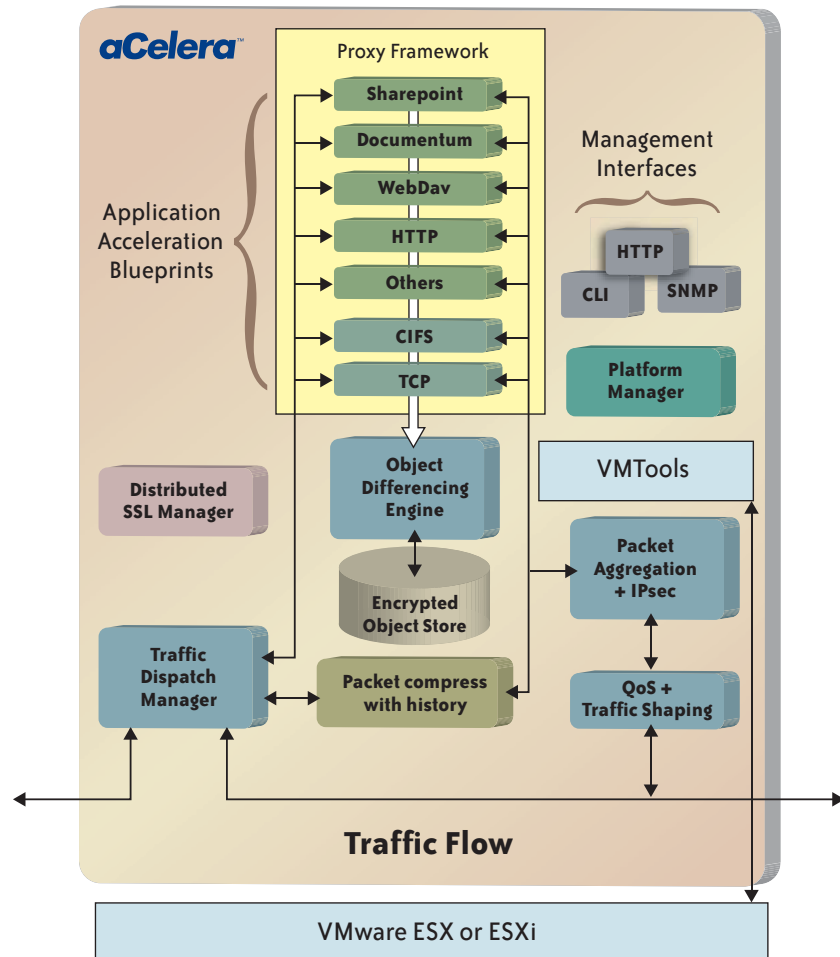 aCelera™
Proxy Framework
Sharepoint
Documentum
WebDav
HTTP
Others
CIFS
TCP
Application
Acceleration
Blueprints
Management
Interfaces
HTTP
CLI
SNMP
Platform
Manager
VMTools
Distributed
SSL Manager
Object
Differencing
Engine
Encrypted
Object Store
Packet
Aggregation
+ IPsec
Traffic
Dispatch
Manager
Packet compress
with history
QoS +
Traffic Shaping
Traffic Flow
VMware ESX or ESXi